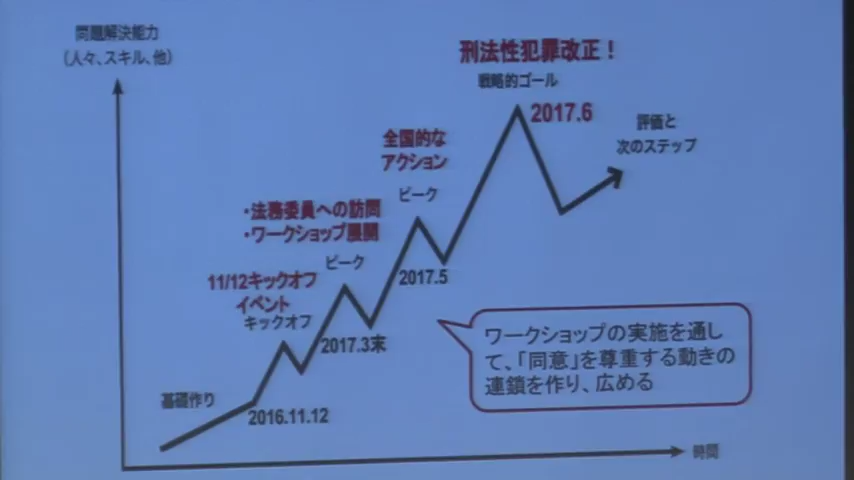 問題解決能力
(人々、スキル、他)
刑法性犯罪改正！
戦略的ゴール
2017.6
評価と
次のステップ
全国的な
アクション
ピーク
・法務委員への訪問
・ワークショップ展開
ピーク
2017.5
11/12キックオフ
イベント
キックオフ
2017.3末
ワークショップの実施を通し
て、「同意」を尊重する動きの
連鎖を作り、広める
基礎作り
2016.11.12
時間